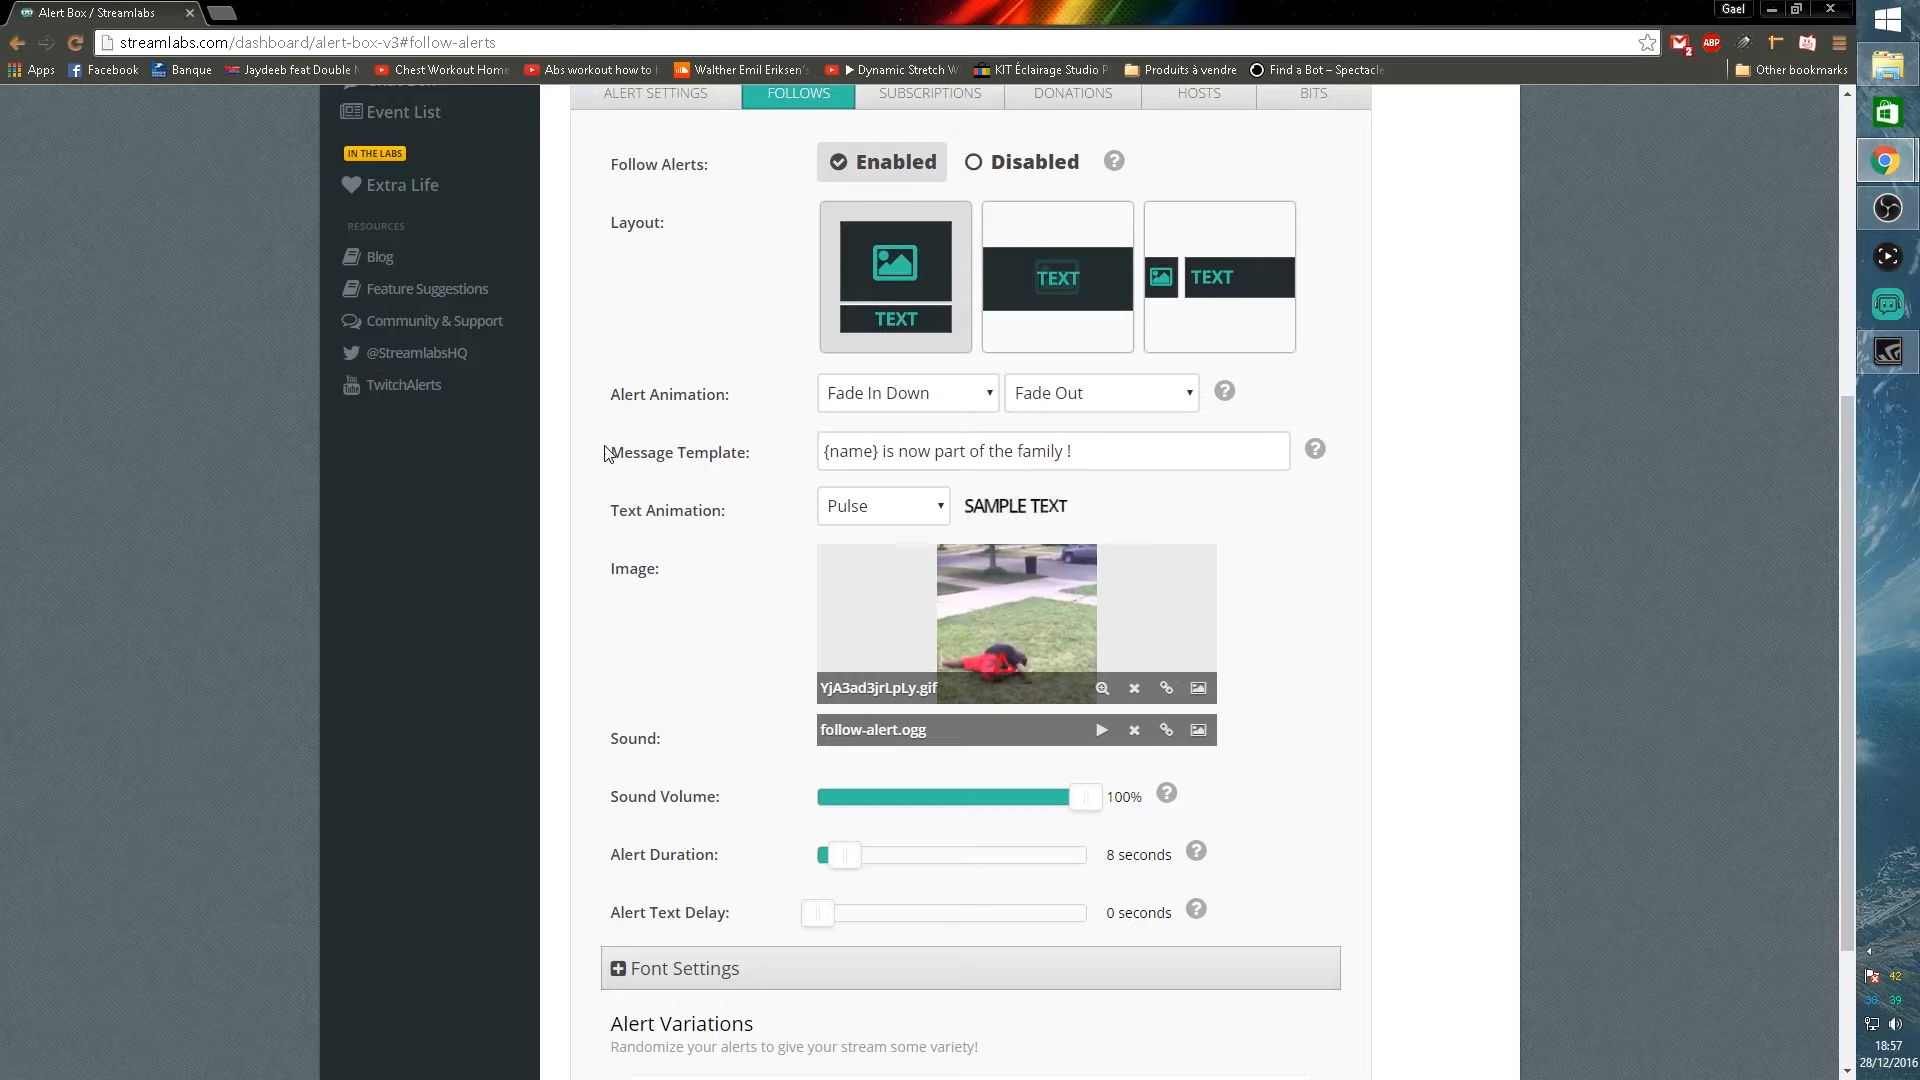 Alert Box / Streamlabs
Gael
streamlabs.com/dashboard/alert-box-v3#follow-alerts
2
ABP
Apps
Facebook
Banque
Jaydeeb feat Double
Chest Workout Home
Abs workout how to
Walther Emil Eriksen's
Dynamic Stretch W
KIT Éclairage Studio P
Produits à vendre
Find a Bot – Spectacle
Other bookmarks
Event List
IN THE LABS
Extra Life
RESOURCES
Blog
Feature Suggestions
Community & Support
@StreamlabsHQ
TwitchAlerts
ALERT SETTINGS
FOLLOWS
SUBSCRIPTIONS
DONATIONS
HOSTS
BITS
Follow Alerts:
Enabled
Disabled
?
Layout:
TEXT
TEXT
TEXT
Alert Animation:
Fade In Down
Fade Out
?
Message Template:
{name} is now part of the family !
?
Text Animation:
Pulse
SAMPLE TEXT
Image:
YjA3ad3jrLpLy.gif
Sound:
follow-alert.ogg
Sound Volume:
100%
?
Alert Duration:
8 seconds
?
Alert Text Delay:
0 seconds
?
Font Settings
Alert Variations
Randomize your alerts to give your stream some variety!
42
39
18:57
28/12/2016